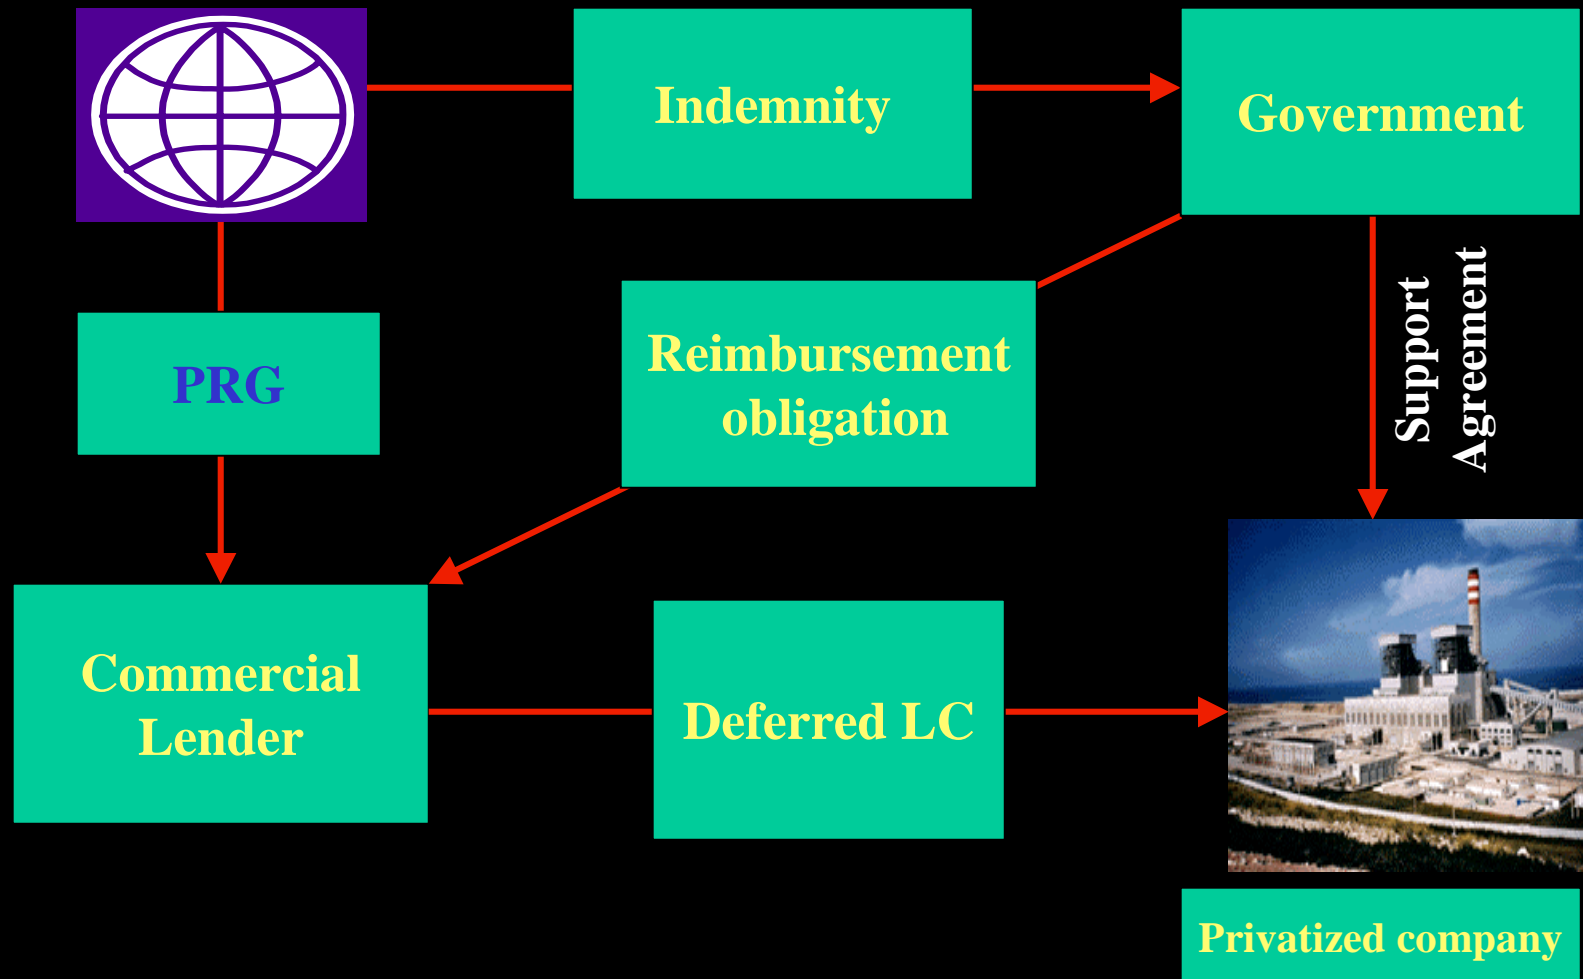 Indemnity
Government
Support
Agreement
Reimbursement
obligation
PRG
Commercial
Lender
Deferred LC
Privatized company